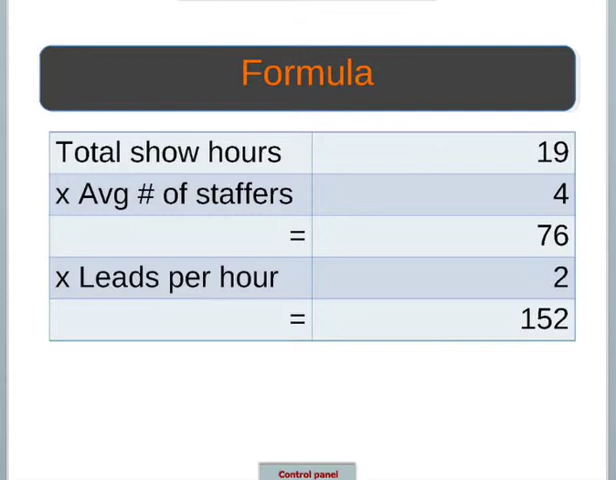 Formula
Total show hours 19
x Avg # of staffers 4
= 76
x Leads per hour 2
= 152
Control panel